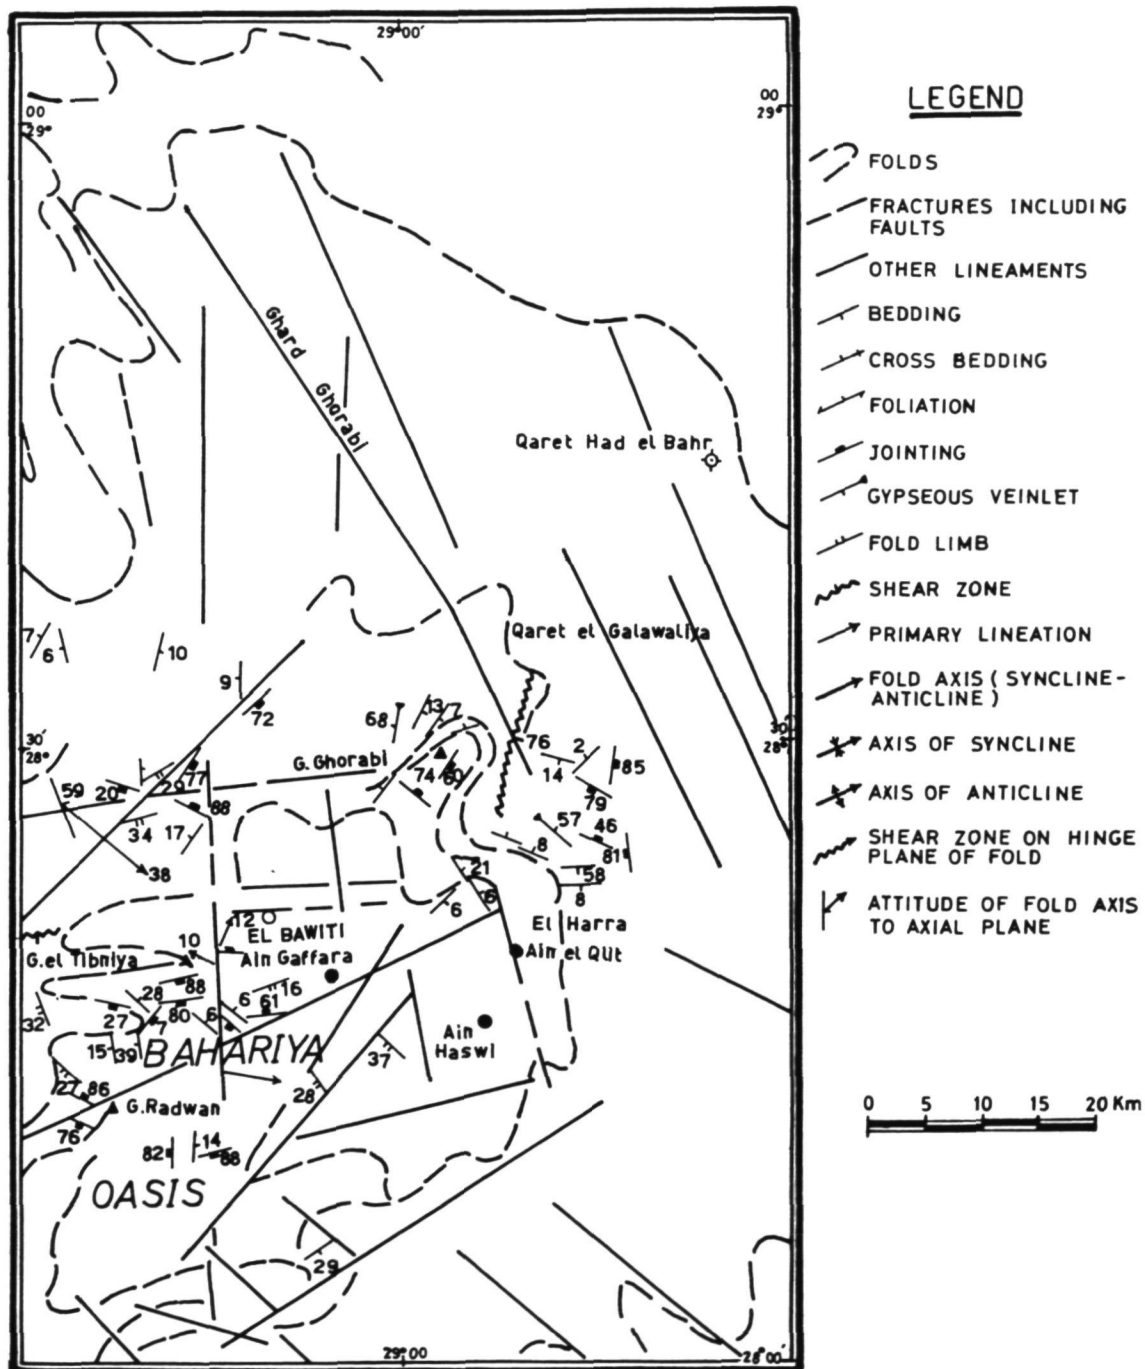 29°00'
00
29°
00
29°
Ghard Ghorabi
Qaret Had el Bahr
Qaret el Galawaliya
7
6
10
9
72
68
13
7
30'
28°
30'
28°
76
2
14
85
G. Ghorabi
74
60
79
59
20
29
77
88
34
17
38
57
46
8
81
58
8
21
6
6
12
EL BAWITI
El Harra
10
G.el Tibniya
Ain Gaffara
Ain el Qût
28
88
16
6
61
32
27
7
80
6
Ain
Haswi
15
39
BAHARIYA
37
27
86
28
G.Radwan
76
82
14
88
OASIS
29
29°00'
28°00'
LEGEND
FOLDS
FRACTURES INCLUDING
FAULTS
OTHER LINEAMENTS
BEDDING
CROSS BEDDING
FOLIATION
JOINTING
GYPSEOUS VEINLET
FOLD LIMB
SHEAR ZONE
PRIMARY LINEATION
FOLD AXIS (SYNCLINE-
ANTICLINE)
AXIS OF SYNCLINE
AXIS OF ANTICLINE
SHEAR ZONE ON HINGE
PLANE OF FOLD
ATTITUDE OF FOLD AXIS
TO AXIAL PLANE
0 5 10 15 20 Km